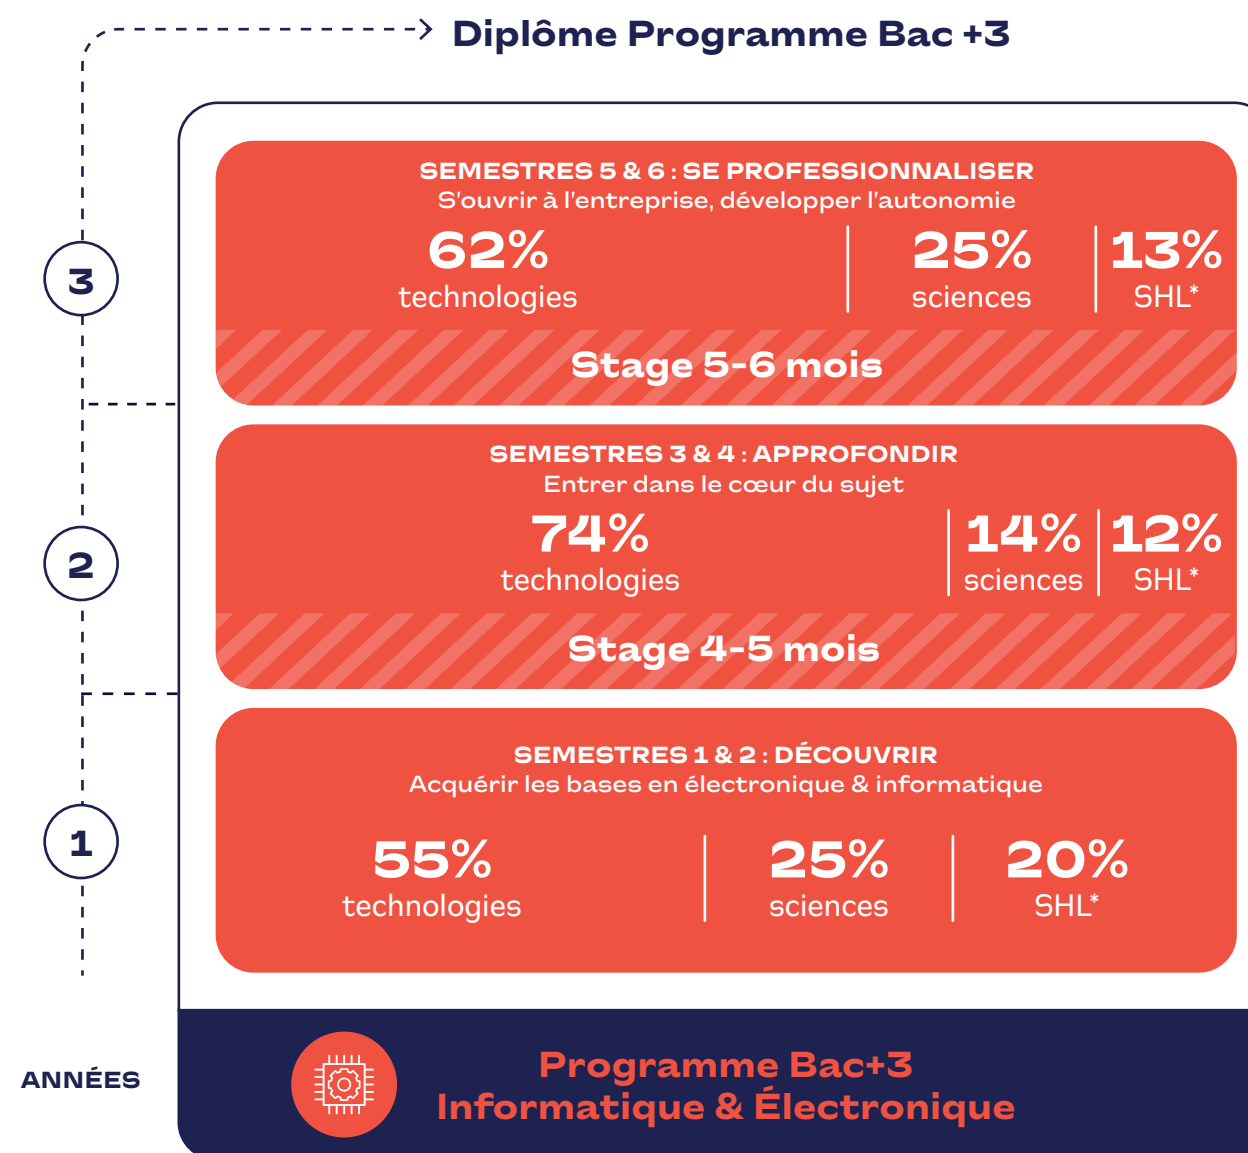 Diplôme Programme Bac +3
3
SEMESTRES 5 & 6 : SE PROFESSIONNALISER
S'ouvrir à l'entreprise, développer l'autonomie
62%
technologies
25%
sciences
13%
SHL*
Stage 5-6 mois
2
SEMESTRES 3 & 4 : APPROFONDIR
Entrer dans le cœur du sujet
74%
technologies
14%
sciences
12%
SHL*
Stage 4-5 mois
1
SEMESTRES 1 & 2 : DÉCOUVRIR
Acquérir les bases en électronique & informatique
55%
technologies
25%
sciences
20%
SHL*
ANNÉES
Programme Bac+3
Informatique & Électronique